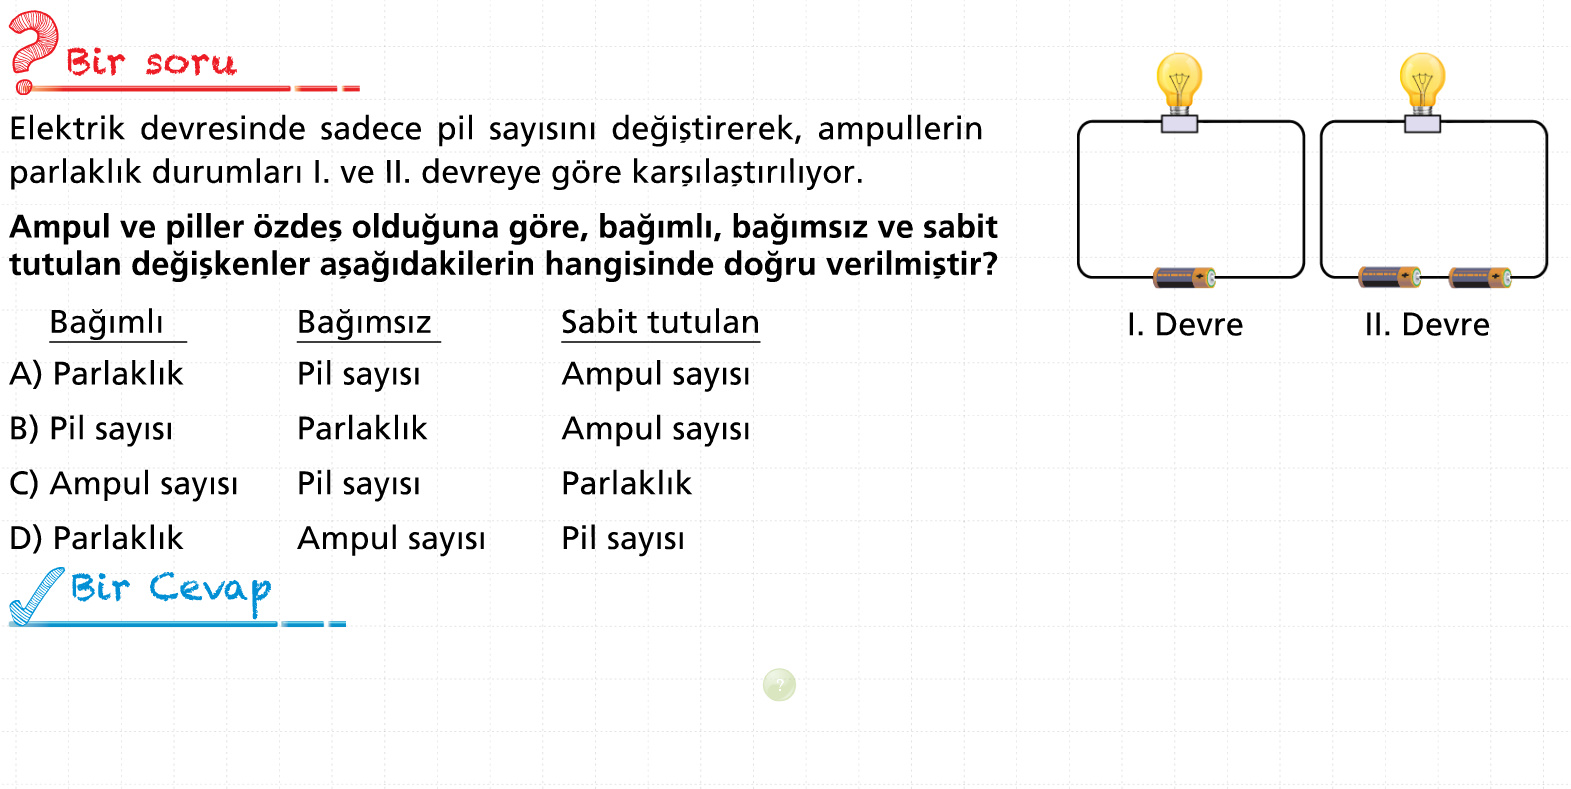 Bir soru
Elektrik devresinde sadece pil sayısını değiştirerek, ampullerin
parlaklık durumları I. ve II. devreye göre karşılaştırılıyor.
Ampul ve piller özdeş olduğuna göre, bağımlı, bağımsız ve sabit
tutulan değişkenler aşağıdakilerin hangisinde doğru verilmiştir?
Bağımlı Bağımsız Sabit tutulan
A) Parlaklık Pil sayısı Ampul sayısı
B) Pil sayısı Parlaklık Ampul sayısı
C) Ampul sayısı Pil sayısı Parlaklık
D) Parlaklık Ampul sayısı Pil sayısı
I. Devre II. Devre
Bir Cevap
?